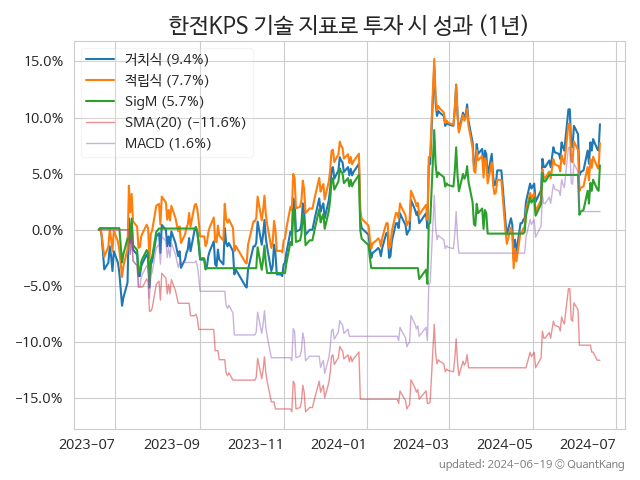 한전KPS 기술 지표로 투자 시 성과 (1년)
거치식 (9.4%)
적립식 (7.7%)
SigM (5.7%)
SMA(20) (−11.6%)
MACD (1.6%)
15.0%
10.0%
5.0%
0.0%
−5.0%
−10.0%
−15.0%
2023-07 2023-09 2023-11 2024-01 2024-03 2024-05 2024-07
updated: 2024-06-19 © QuantKang